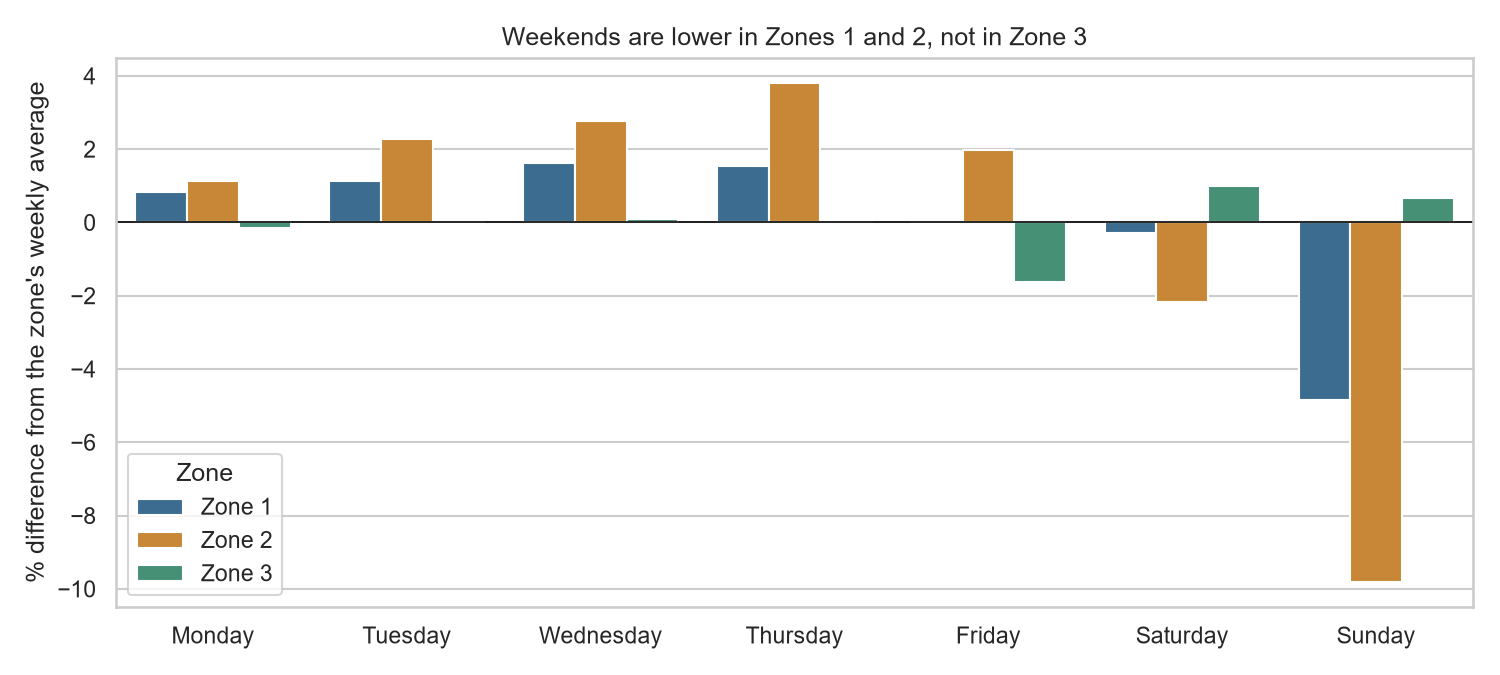 Weekends are lower in Zones 1 and 2, not in Zone 3
% difference from the zone's weekly average
4
2
0
−2
−4
−6
−8
−10
Zone
Zone 1
Zone 2
Zone 3
Monday
Tuesday
Wednesday
Thursday
Friday
Saturday
Sunday